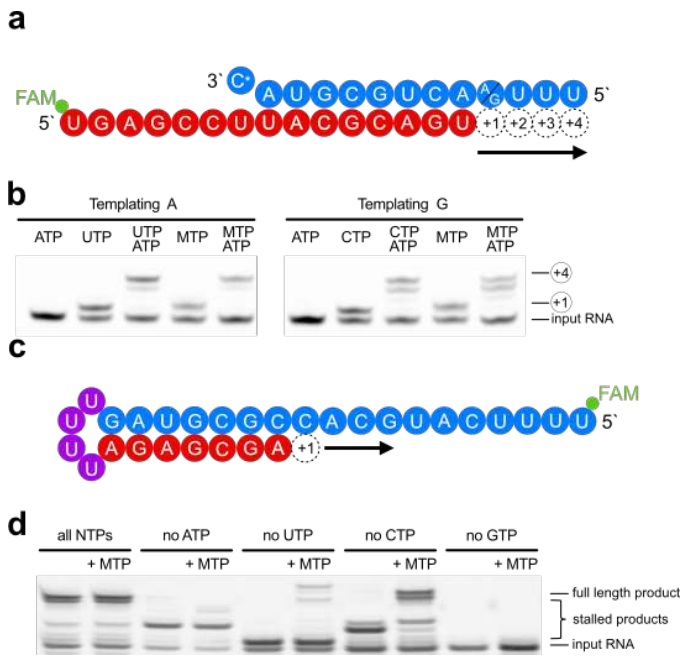 a
3` C* A U G C G U C A A/G U U U 5`
FAM
5` U G A G C C U U A C G C A G U +1 +2 +3 +4
b
Templating A
Templating G
ATP UTP UTP ATP MTP MTP ATP
ATP CTP CTP ATP MTP MTP ATP
+4
+1
input RNA
c
FAM
U
U G A U G C G C C A C G U A C U U U U 5`
U A G A G C G A +1
U
d
all NTPs no ATP no UTP no CTP no GTP
+ MTP + MTP + MTP + MTP + MTP
full length product
stalled products
input RNA